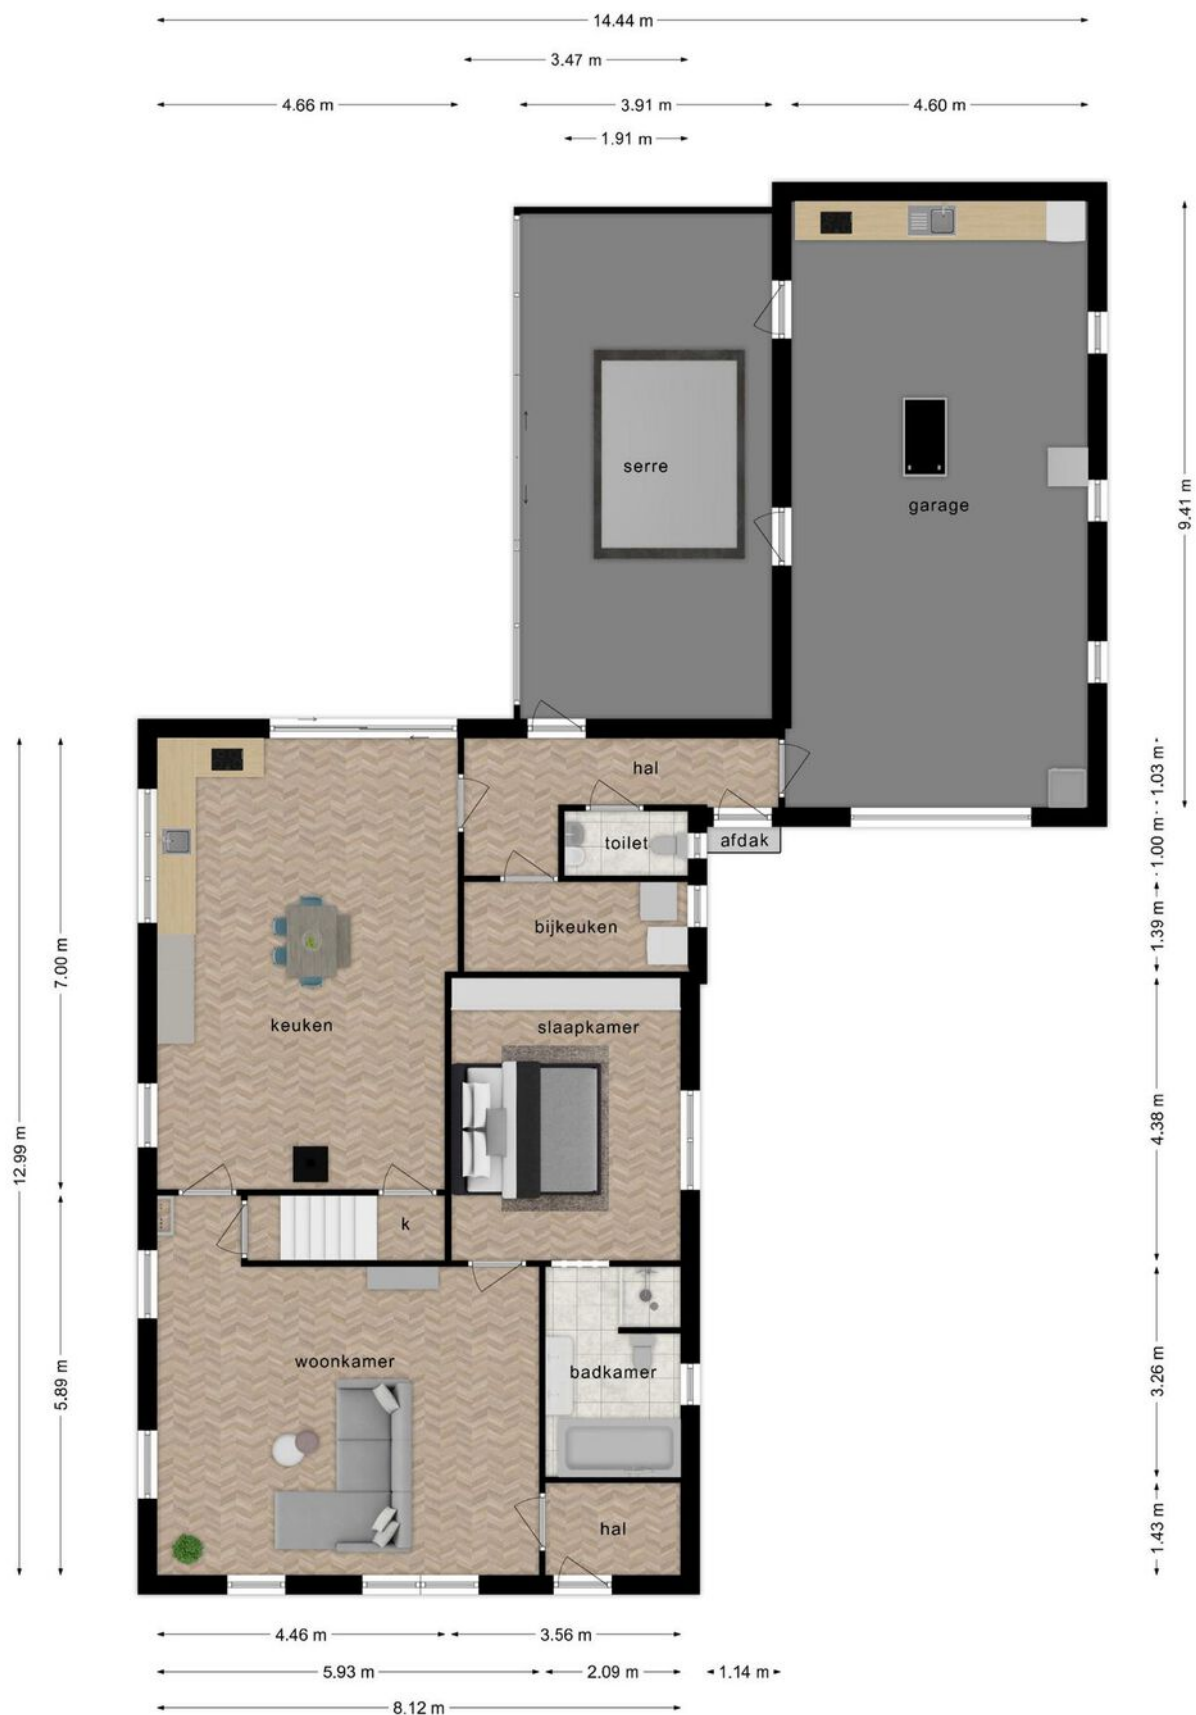 14.44 m
3.47 m
4.66 m
3.91 m
4.60 m
1.91 m
serre
garage
9.41 m
hal
1.03 m
toilet
afdak
1.00 m
bijkeuken
1.39 m
7.00 m
keuken
slaapkamer
4.38 m
12.99 m
k
woonkamer
badkamer
3.26 m
5.89 m
hal
1.43 m
4.46 m
3.56 m
5.93 m
2.09 m
1.14 m
8.12 m